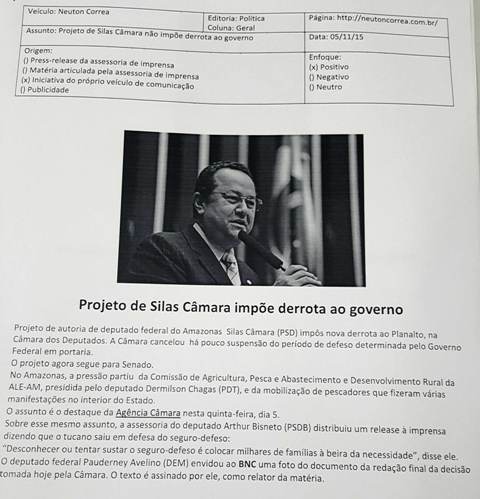 Veículo: Neuton Correa
Editoria: Política
Coluna: Geral
Página: http://neutoncorrea.com.br/
Assunto: Projeto de Silas Câmara não impõe derrota ao governo
Data: 05/11/15
Origem:
() Press-release da assessoria de imprensa
() Matéria articulada pela assessoria de imprensa
(x) Iniciativa do próprio veículo de comunicação
() Publicidade
Enfoque:
(x) Positivo
() Negativo
() Neutro
Projeto de Silas Câmara impõe derrota ao governo
Projeto de autoria de deputado federal do Amazonas Silas Câmara (PSD) impôs nova derrota ao Planalto, na
Câmara dos Deputados. A Câmara cancelou há pouco suspensão do período de defeso determinada pelo Governo
Federal em portaria.
O projeto agora segue para Senado.
No Amazonas, a pressão partiu da Comissão de Agricultura, Pesca e Abastecimento e Desenvolvimento Rural da
ALE-AM, presidida pelo deputado Dermilson Chagas (PDT), e da mobilização de pescadores que fizeram várias
manifestações no interior do Estado.
O assunto é o destaque da Agência Câmara nesta quinta-feira, dia 5.
Sobre esse mesmo assunto, a assessoria do deputado Arthur Bisneto (PSDB) distribuiu um release à imprensa
dizendo que o tucano saiu em defesa do seguro-defeso:
“Desconhecer ou tentar sustar o seguro-defeso é colocar milhares de famílias à beira da necessidade”, disse ele.
O deputado federal Pauderney Avelino (DEM) envidou ao BNC uma foto do documento da redação final da decisão
tomada hoje pela Câmara. O texto é assinado por ele, como relator da matéria.